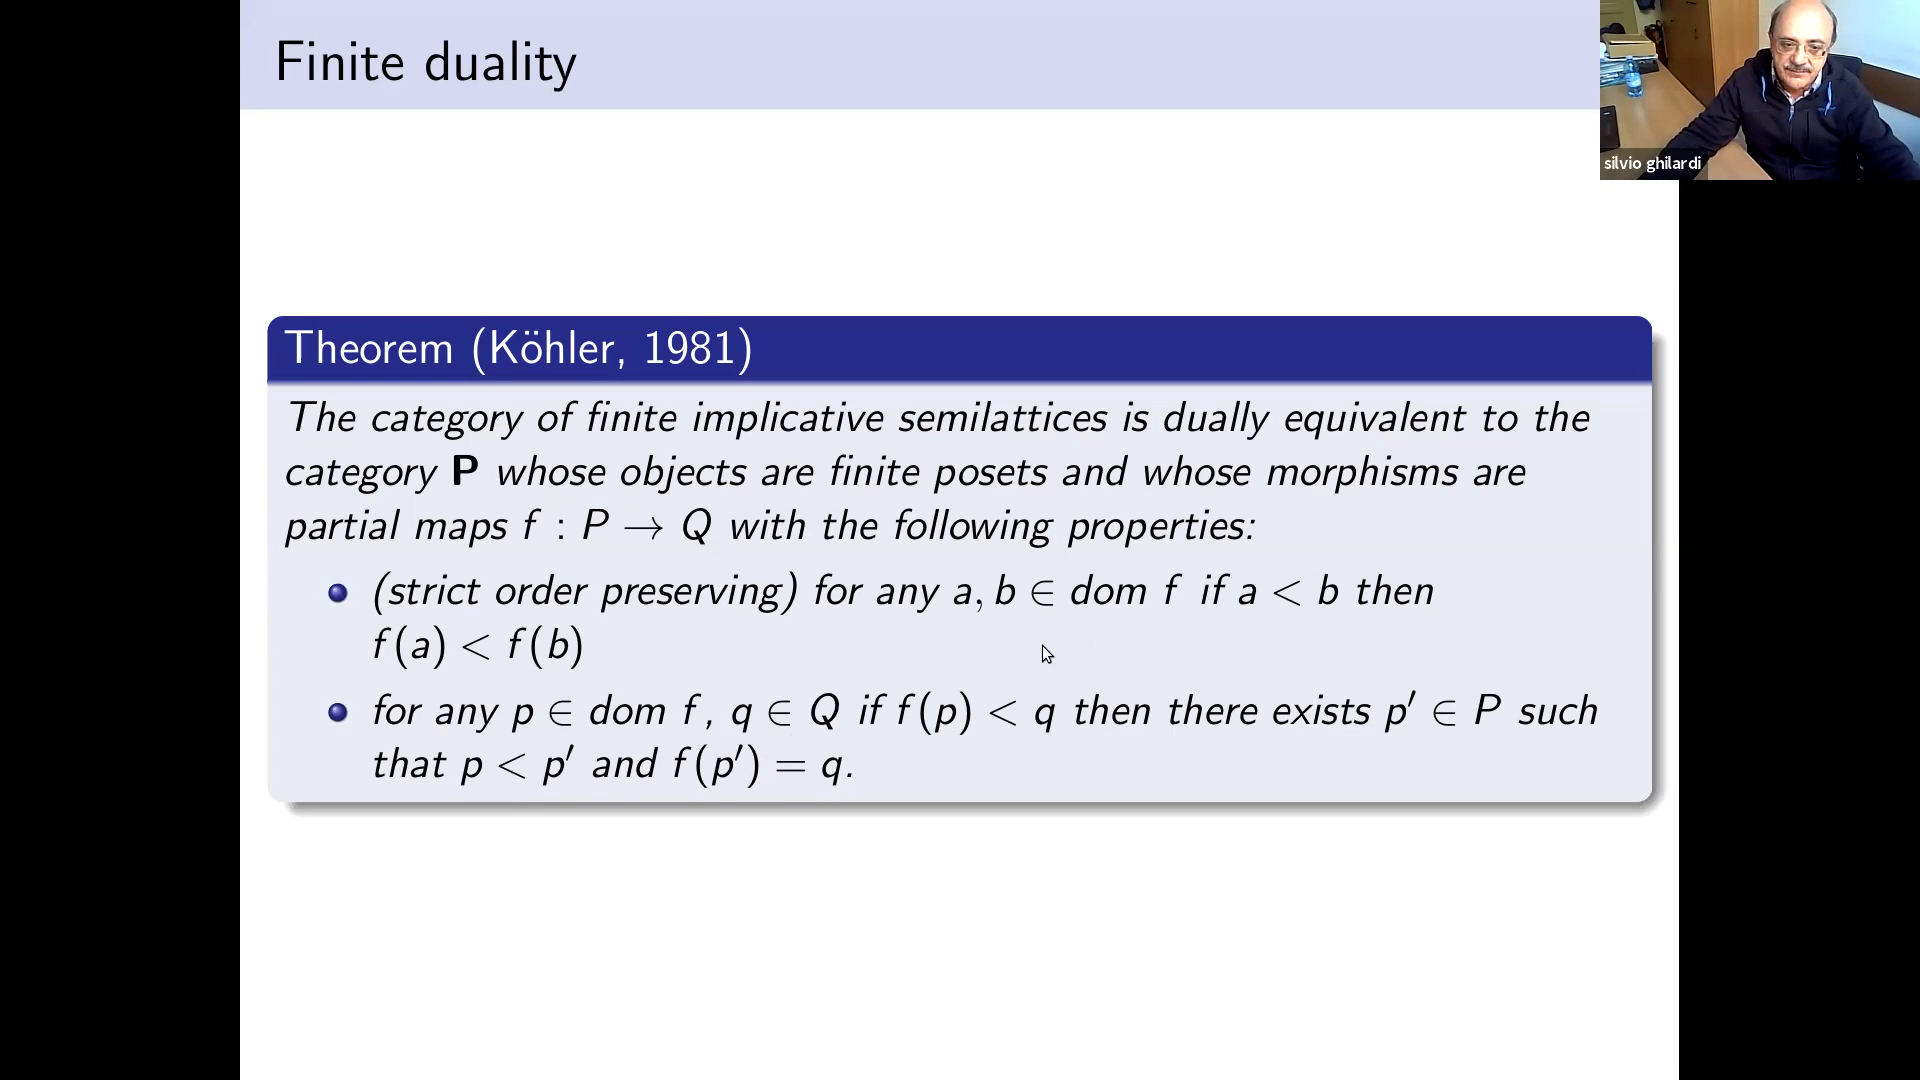 Finite duality
silvio ghilardi
Theorem (Köhler, 1981)
The category of finite implicative semilattices is dually equivalent to the
category P whose objects are finite posets and whose morphisms are
partial maps f : P → Q with the following properties:
(strict order preserving) for any a, b ∈ dom f if a < b then
f(a) < f(b)
for any p ∈ dom f, q ∈ Q if f(p) < q then there exists p′ ∈ P such
that p < p′ and f(p′) = q.